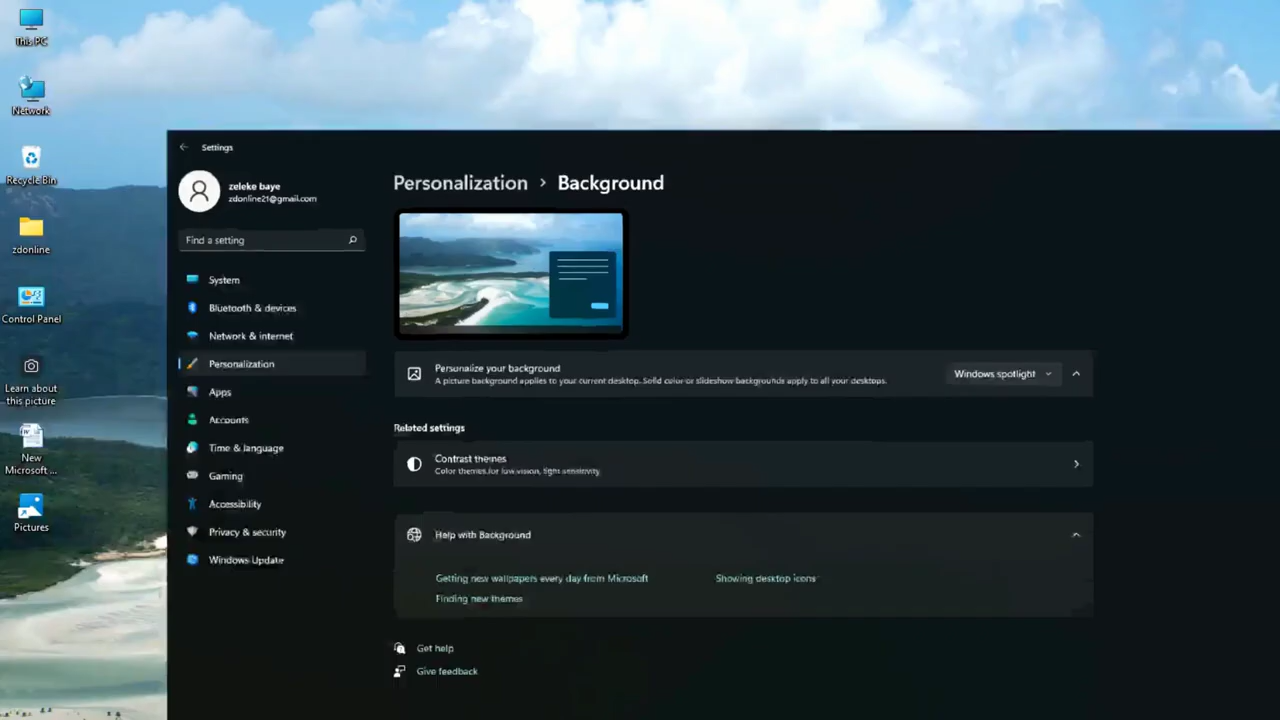 This PC
Network
Recycle Bin
zdonline
Control Panel
Learn about
this picture
New
Microsoft ...
Pictures
Settings
zeleke baye
zdonline21@gmail.com
Find a setting
System
Bluetooth & devices
Network & internet
Personalization
Apps
Accounts
Time & language
Gaming
Accessibility
Privacy & security
Windows Update
Personalization > Background
Personalize your background
A picture background applies to your current desktop. Solid color or slideshow backgrounds apply to all your desktops.
Windows spotlight
Related settings
Contrast themes
Color themes for low vision, light sensitivity
Help with Background
Getting new wallpapers every day from Microsoft
Showing desktop icons
Finding new themes
Get help
Give feedback